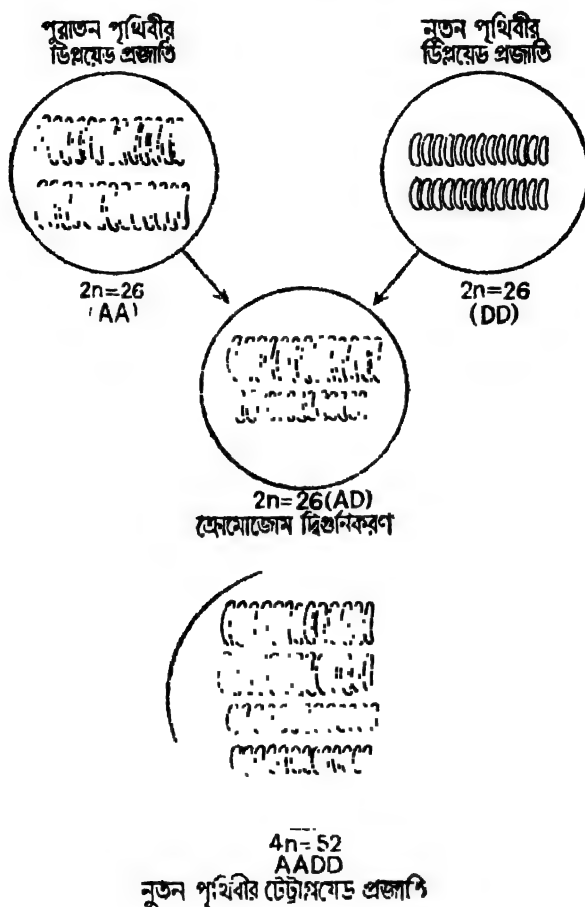 পুরাতন পৃথিবীর
ডিপ্লয়েড প্রজাতি
নুতন পৃথিবীর
ডিপ্লয়েড প্রজাতি
2n=26
(AA)
2n=26
(DD)
2n=26(AD)
ক্রোমোজোম দ্বিগুনিকরণ
4n=52
AADD
নুতন পৃথিবীর টেট্রাপ্লয়েড প্রজাতি